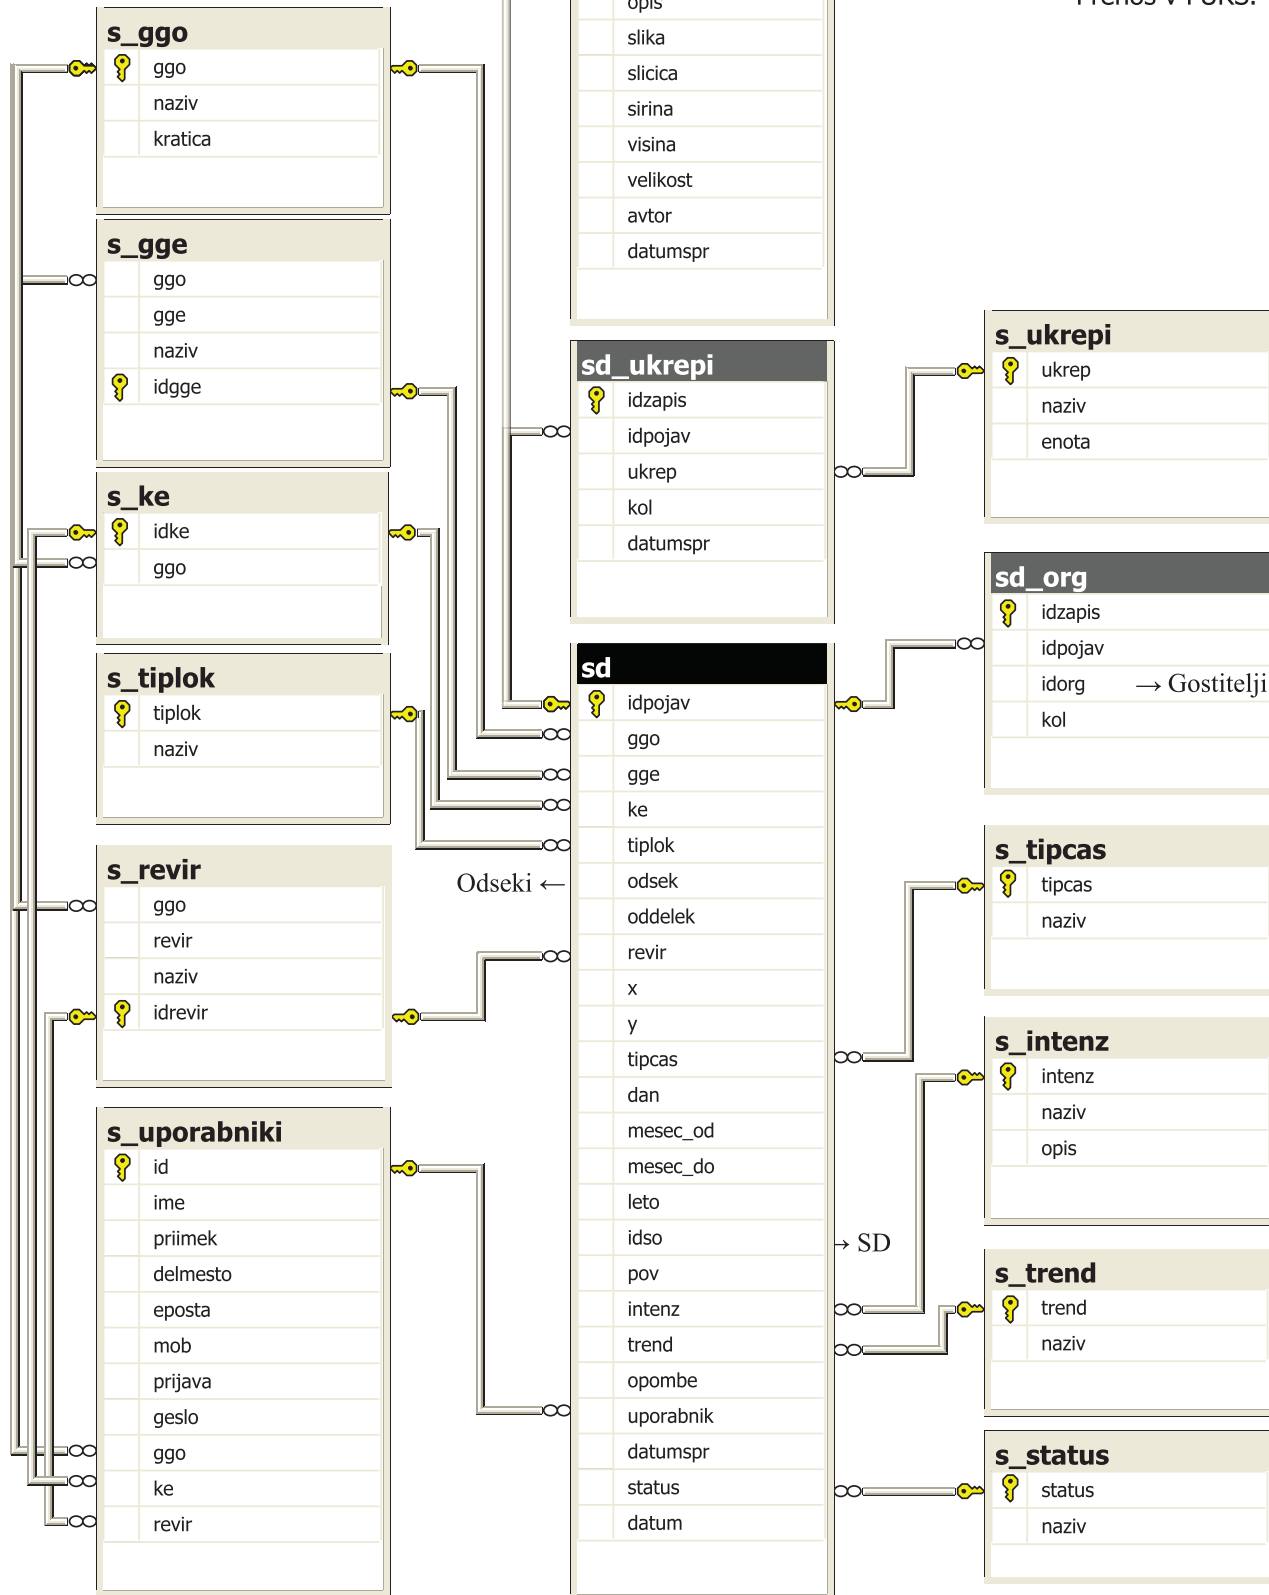 s_ggo
ggo
naziv
kratica
s_gge
ggo
gge
naziv
idgge
s_ke
idke
ggo
s_tiplok
tiplok
naziv
s_revir
ggo
revir
naziv
idrevir
s_uporabniki
id
ime
priimek
delmesto
eposta
mob
prijava
geslo
ggo
ke
revir
opis
slika
slicica
sirina
visina
velikost
avtor
datumspr
sd_ukrepi
idzapis
idpojav
ukrep
kol
datumspr
sd
idpojav
ggo
gge
ke
tiplok
Odseki ←
odsek
oddelek
revir
x
y
tipcas
dan
mesec_od
mesec_do
leto
idso
→ SD
pov
intenz
trend
opombe
uporabnik
datumspr
status
datum
s_ukrepi
ukrep
naziv
enota
sd_org
idzapis
idpojav
idorg → Gostitelji
kol
s_tipcas
tipcas
naziv
s_intenz
intenz
naziv
opis
s_trend
trend
naziv
s_status
status
naziv